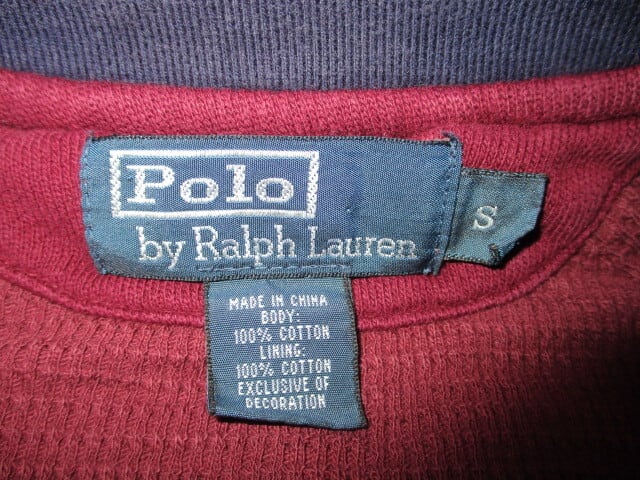 Polo
by Ralph Lauren
S
MADE IN CHINA
BODY:
100% COTTON
LINING:
100% COTTON
EXCLUSIVE OF
DECORATION